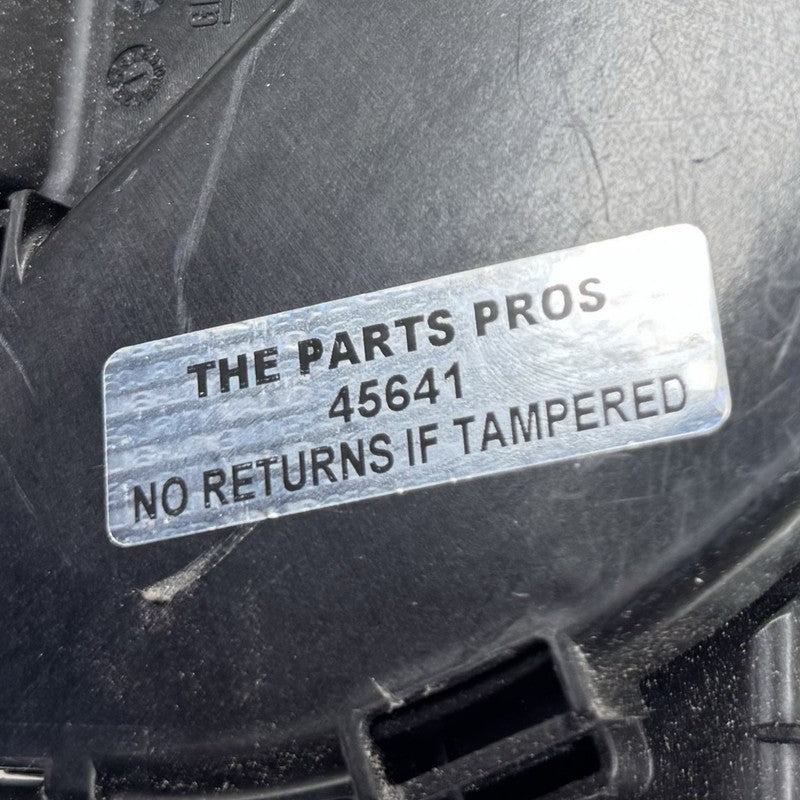 THE PARTS PROS
45641
NO RETURNS IF TAMPERED